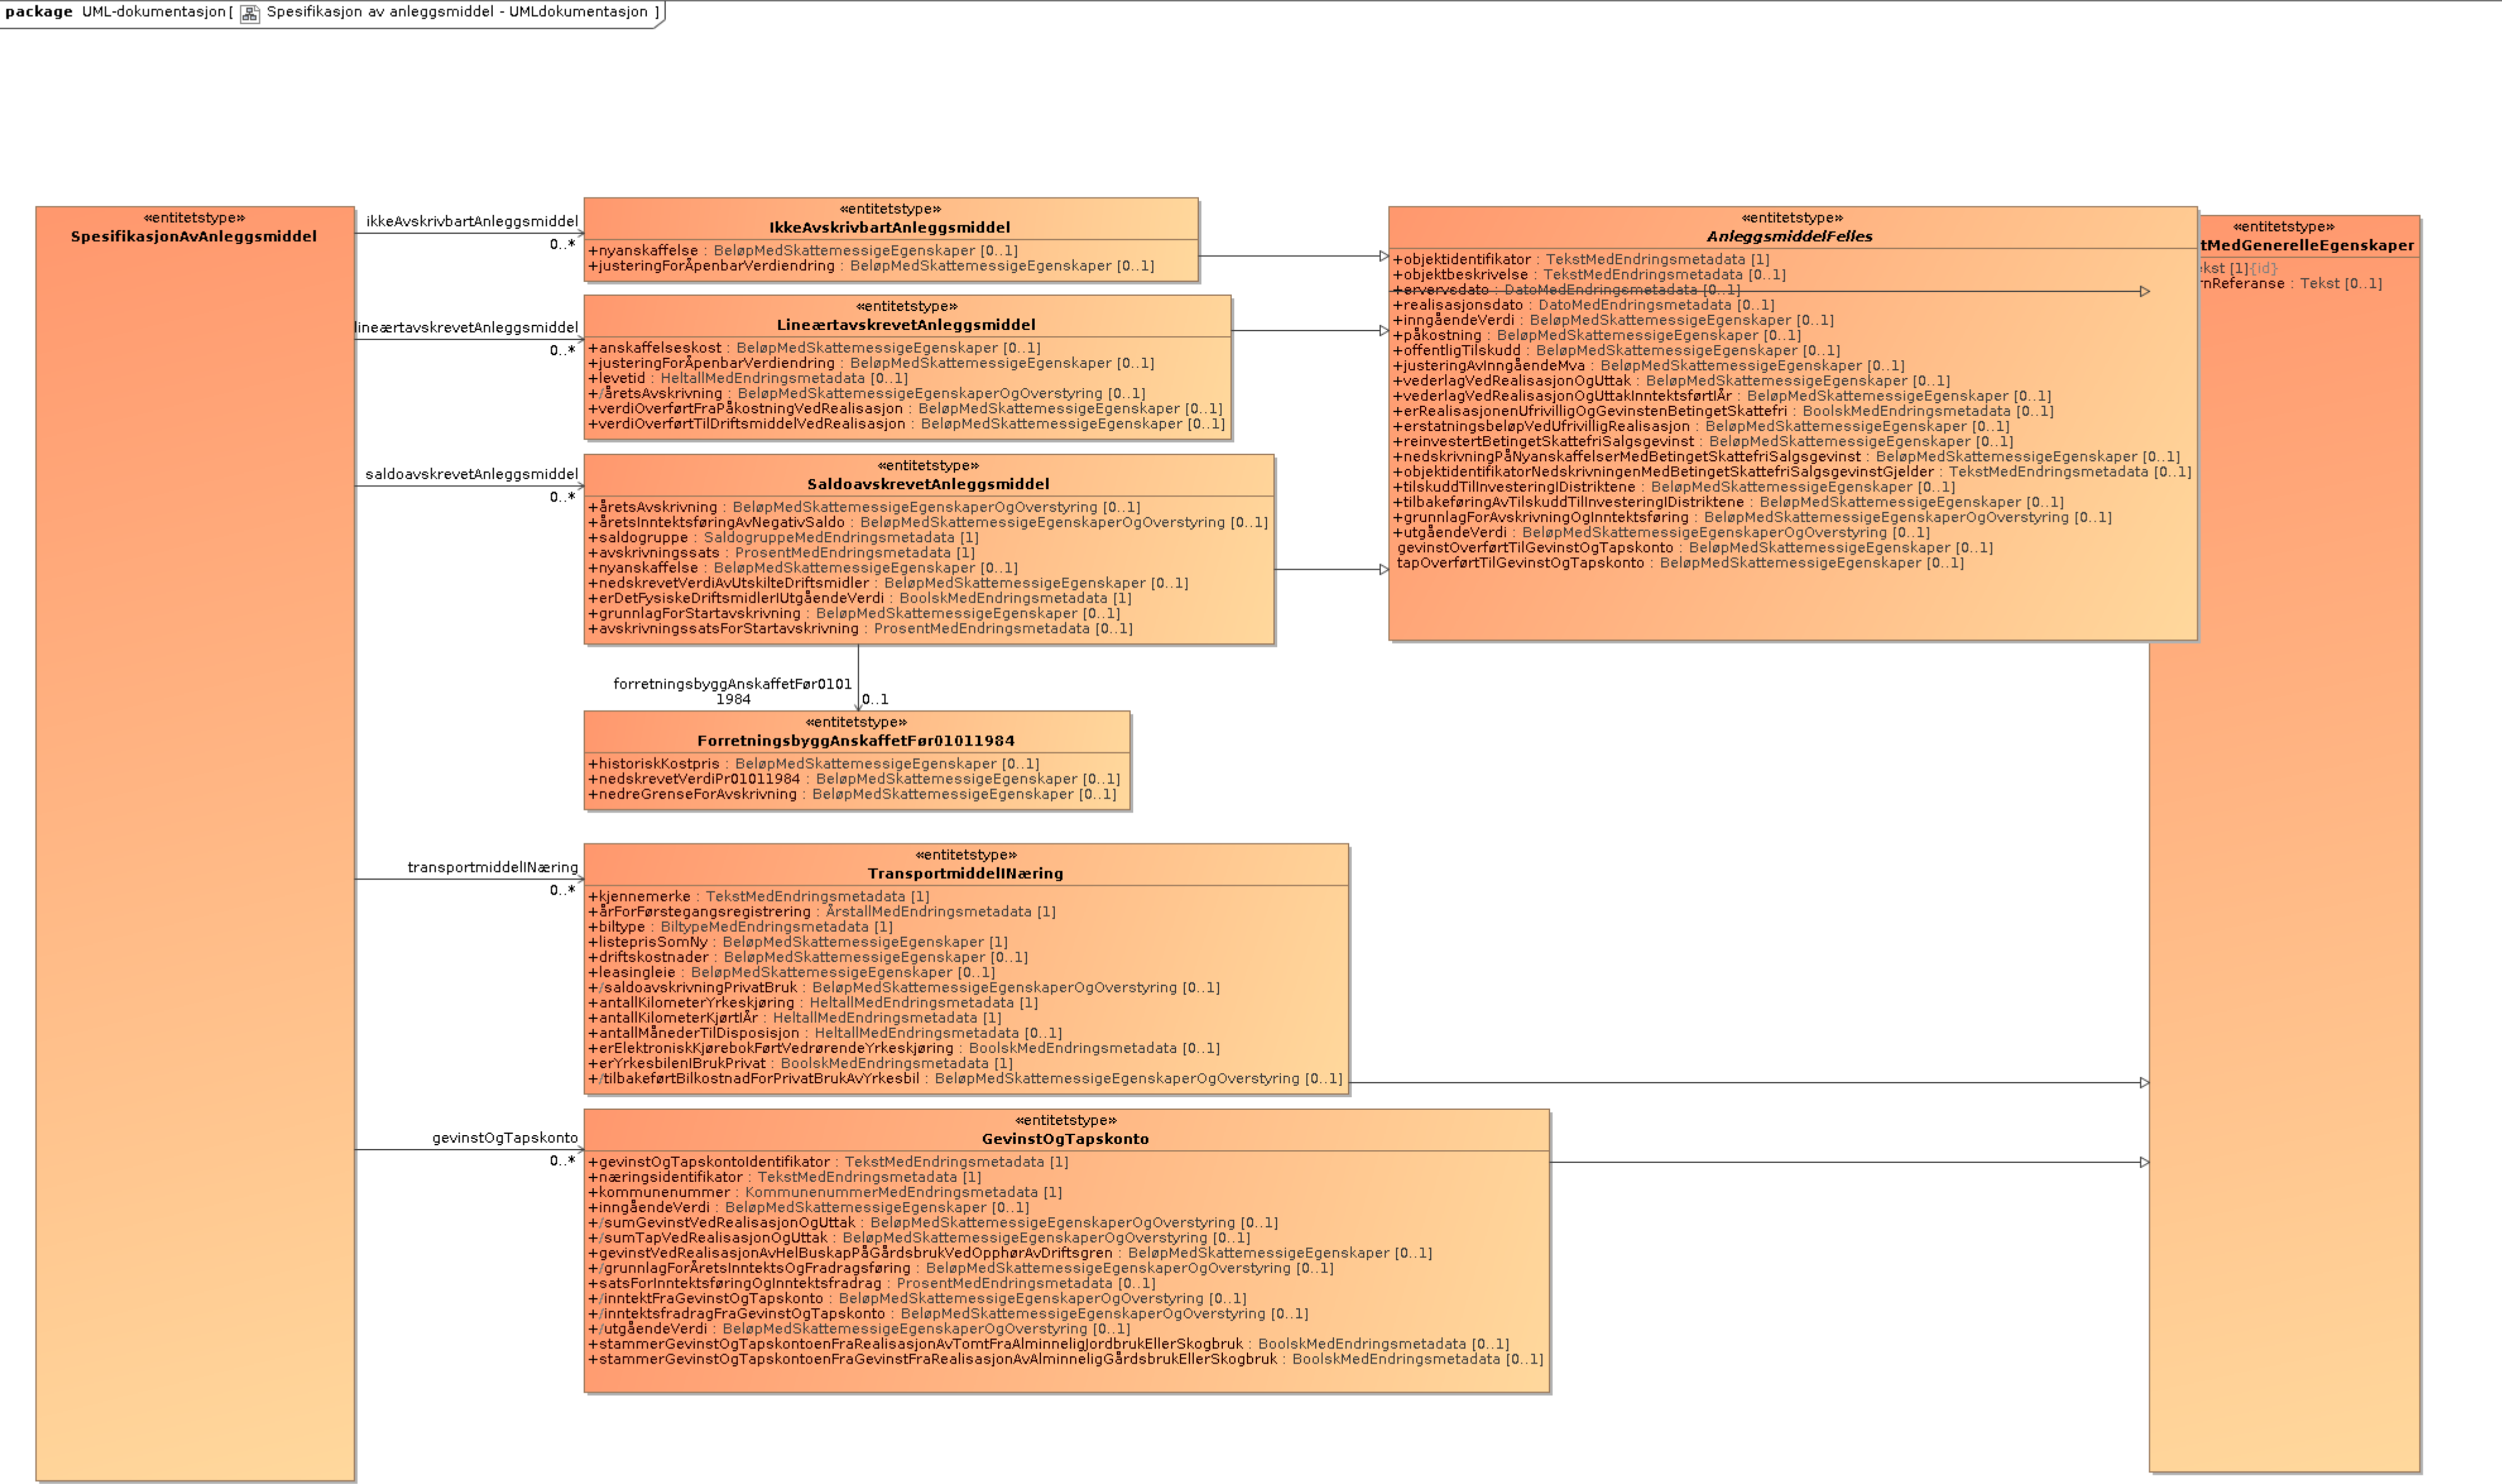 package UML-dokumentasjon[ Spesifikasjon av anleggsmiddel - UMLdokumentasjon ]
«entitetstype»
SpesifikasjonAvAnleggsmiddel
ikkeAvskrivbartAnleggsmiddel
0..*
lineærtavskrevetAnleggsmiddel
0..*
saldoavskrevetAnleggsmiddel
0..*
transportmiddelINæring
0..*
gevinstOgTapskonto
0..*
«entitetstype»
IkkeAvskrivbartAnleggsmiddel
+nyanskaffelse : BeløpMedSkattemessigeEgenskaper [0..1]
+justeringForÅpenbarVerdiendring : BeløpMedSkattemessigeEgenskaper [0..1]
«entitetstype»
LineærtavskrevetAnleggsmiddel
+anskaffelseskost : BeløpMedSkattemessigeEgenskaper [0..1]
+justeringForÅpenbarVerdiendring : BeløpMedSkattemessigeEgenskaper [0..1]
+levetid : HeltallMedEndringsmetadata [0..1]
+/åretsAvskrivning : BeløpMedSkattemessigeEgenskaperOgOverstyring [0..1]
+verdiOverførtFraPåkostningVedRealisasjon : BeløpMedSkattemessigeEgenskaper [0..1]
+verdiOverførtTilDriftsmiddelVedRealisasjon : BeløpMedSkattemessigeEgenskaper [0..1]
«entitetstype»
SaldoavskrevetAnleggsmiddel
+åretsAvskrivning : BeløpMedSkattemessigeEgenskaperOgOverstyring [0..1]
+åretsInntektsføringAvNegativSaldo : BeløpMedSkattemessigeEgenskaperOgOverstyring [0..1]
+saldogruppe : SaldogruppeMedEndringsmetadata [1]
+avskrivningssats : ProsentMedEndringsmetadata [1]
+nyanskaffelse : BeløpMedSkattemessigeEgenskaper [0..1]
+nedskrevetVerdiAvUtskilteDriftsmidler : BeløpMedSkattemessigeEgenskaper [0..1]
+erDetFysiskeDriftsmidlerIUtgåendeVerdi : BoolskMedEndringsmetadata [1]
+grunnlagForStartavskrivning : BeløpMedSkattemessigeEgenskaper [0..1]
+avskrivningssatsForStartavskrivning : ProsentMedEndringsmetadata [0..1]
forretningsbyggAnskaffetFør0101
1984
0..1
«entitetstype»
ForretningsbyggAnskaffetFør01011984
+historiskKostpris : BeløpMedSkattemessigeEgenskaper [0..1]
+nedskrevetVerdiPr01011984 : BeløpMedSkattemessigeEgenskaper [0..1]
+nedreGrenseForAvskrivning : BeløpMedSkattemessigeEgenskaper [0..1]
«entitetstype»
TransportmiddelINæring
+kjennemerke : TekstMedEndringsmetadata [1]
+årForFørstegangsregistrering : ÅrstallMedEndringsmetadata [1]
+biltype : BiltypeMedEndringsmetadata [1]
+listeprisSomNy : BeløpMedSkattemessigeEgenskaper [1]
+driftskostnader : BeløpMedSkattemessigeEgenskaper [0..1]
+leasingleie : BeløpMedSkattemessigeEgenskaper [0..1]
+/saldoavskrivningPrivatBruk : BeløpMedSkattemessigeEgenskaperOgOverstyring [0..1]
+antallKilometerYrkeskjøring : HeltallMedEndringsmetadata [1]
+antallKilometerKjørtIÅr : HeltallMedEndringsmetadata [1]
+antallMånederTilDisposisjon : HeltallMedEndringsmetadata [0..1]
+erElektroniskKjørebokFørtVedrørendeYrkeskjøring : BoolskMedEndringsmetadata [0..1]
+erYrkesbilenIBrukPrivat : BoolskMedEndringsmetadata [1]
+/tilbakeførtBilkostnadForPrivatBrukAvYrkesbil : BeløpMedSkattemessigeEgenskaperOgOverstyring [0..1]
«entitetstype»
GevinstOgTapskonto
+gevinstOgTapskontoIdentifikator : TekstMedEndringsmetadata [1]
+næringsidentifikator : TekstMedEndringsmetadata [1]
+kommunenummer : KommunenummerMedEndringsmetadata [1]
+inngåendeVerdi : BeløpMedSkattemessigeEgenskaper [0..1]
+/sumGevinstVedRealisasjonOgUttak : BeløpMedSkattemessigeEgenskaperOgOverstyring [0..1]
+/sumTapVedRealisasjonOgUttak : BeløpMedSkattemessigeEgenskaperOgOverstyring [0..1]
+gevinstVedRealisasjonAvHelBuskapPåGårdsbrukVedOpphørAvDriftsgren : BeløpMedSkattemessigeEgenskaper [0..1]
+/grunnlagForÅretsInntektsOgFradragsføring : BeløpMedSkattemessigeEgenskaperOgOverstyring [0..1]
+satsForInntektsføringOgInntektsfradrag : ProsentMedEndringsmetadata [0..1]
+/inntektFraGevinstOgTapskonto : BeløpMedSkattemessigeEgenskaperOgOverstyring [0..1]
+/inntektsfradragFraGevinstOgTapskonto : BeløpMedSkattemessigeEgenskaperOgOverstyring [0..1]
+/utgåendeVerdi : BeløpMedSkattemessigeEgenskaperOgOverstyring [0..1]
+stammerGevinstOgTapskontoenFraRealisasjonAvTomtFraAlminneligJordbrukEllerSkogbruk : BoolskMedEndringsmetadata [0..1]
+stammerGevinstOgTapskontoenFraGevinstFraRealisasjonAvAlminneligGårdsbrukEllerSkogbruk : BoolskMedEndringsmetadata [0..1]
«entitetstype»
AnleggsmiddelFelles
+objektidentifikator : TekstMedEndringsmetadata [1]
+objektbeskrivelse : TekstMedEndringsmetadata [0..1]
+ervervsdato : DatoMedEndringsmetadata [0..1]
+realisasjonsdato : DatoMedEndringsmetadata [0..1]
+inngåendeVerdi : BeløpMedSkattemessigeEgenskaper [0..1]
+påkostning : BeløpMedSkattemessigeEgenskaper [0..1]
+offentligTilskudd : BeløpMedSkattemessigeEgenskaper [0..1]
+justeringAvInngåendeMva : BeløpMedSkattemessigeEgenskaper [0..1]
+vederlagVedRealisasjonOgUttak : BeløpMedSkattemessigeEgenskaper [0..1]
+vederlagVedRealisasjonOgUttakInntektsførtIÅr : BeløpMedSkattemessigeEgenskaper [0..1]
+erRealisasjonenUfrivilligOgGevinstenBetingetSkattefri : BoolskMedEndringsmetadata [0..1]
+erstatningsbeløpVedUfrivilligRealisasjon : BeløpMedSkattemessigeEgenskaper [0..1]
+reinvestertBetingetSkattefriSalgsgevinst : BeløpMedSkattemessigeEgenskaper [0..1]
+nedskrivningPåNyanskaffelserMedBetingetSkattefriSalgsgevinst : BeløpMedSkattemessigeEgenskaper [0..1]
+objektidentifikatorNedskrivningenMedBetingetSkattefriSalgsgevinstGjelder : TekstMedEndringsmetadata [0..1]
+tilskuddTilInvesteringIDistriktene : BeløpMedSkattemessigeEgenskaper [0..1]
+tilbakeføringAvTilskuddTilInvesteringIDistriktene : BeløpMedSkattemessigeEgenskaper [0..1]
+grunnlagForAvskrivningOgInntektsføring : BeløpMedSkattemessigeEgenskaperOgOverstyring [0..1]
+utgåendeVerdi : BeløpMedSkattemessigeEgenskaperOgOverstyring [0..1]
gevinstOverførtTilGevinstOgTapskonto : BeløpMedSkattemessigeEgenskaper [0..1]
tapOverførtTilGevinstOgTapskonto : BeløpMedSkattemessigeEgenskaper [0..1]
«entitetstype»
tMedGenerelleEgenskaper
kst [1]{id}
rnReferanse : Tekst [0..1]